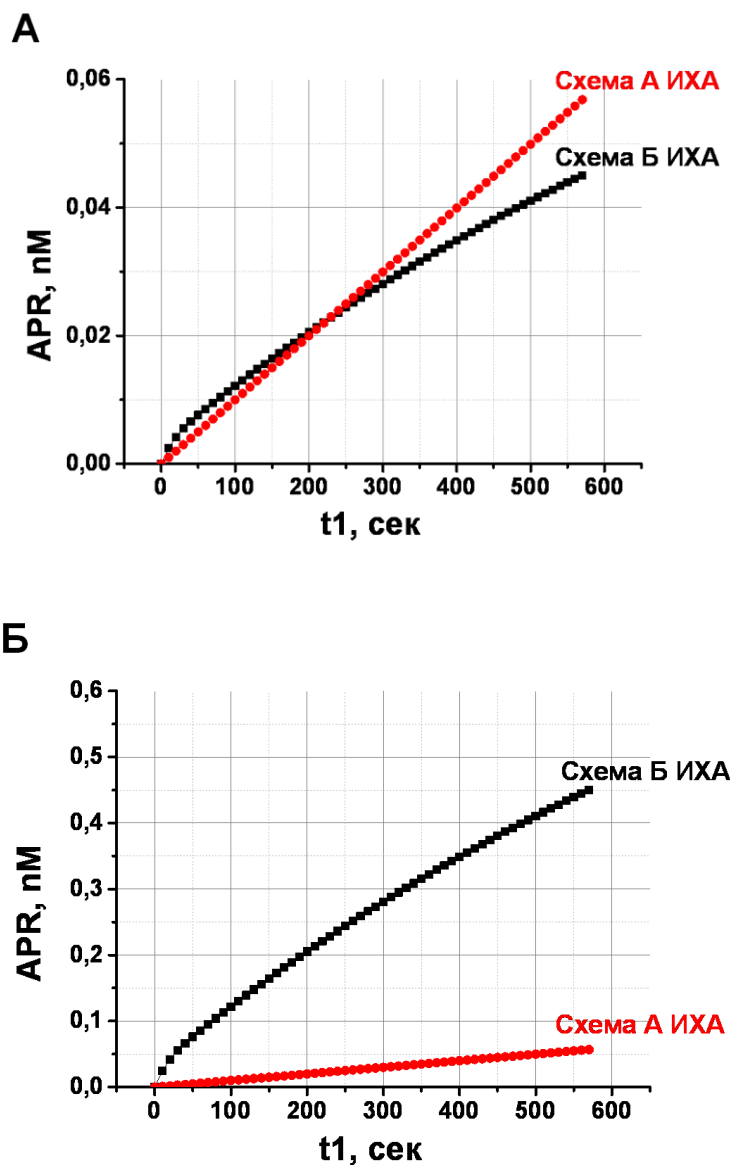 А
0,06
0,04
0,02
0,00
APR, nM
Схема А ИХА
Схема Б ИХА
0 100 200 300 400 500 600
t1, сек
Б
0,6
0,5
0,4
0,3
0,2
0,1
0,0
APR, nM
Схема Б ИХА
Схема А ИХА
0 100 200 300 400 500 600
t1, сек